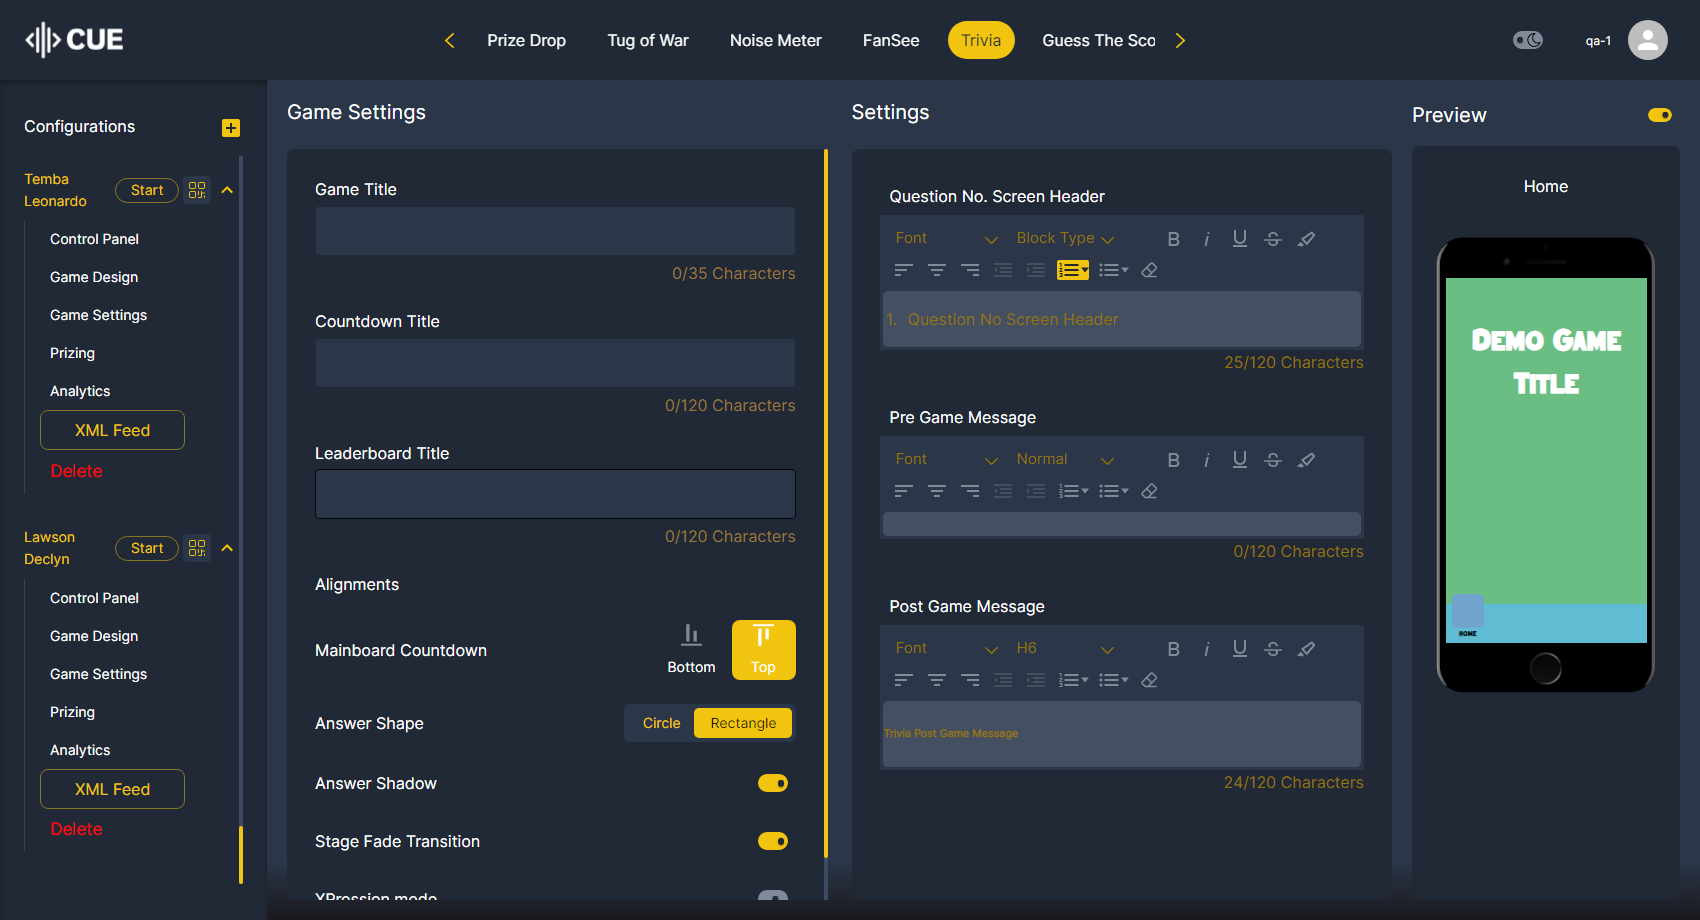 CUE
Prize Drop
Tug of War
Noise Meter
FanSee
Trivia
Guess The Sco
qa-1
Configurations
Temba
Leonardo
Start
Control Panel
Game Design
Game Settings
Prizing
Analytics
XML Feed
Delete
Lawson
Declyn
Start
Control Panel
Game Design
Game Settings
Prizing
Analytics
XML Feed
Delete
Game Settings
Game Title
0/35 Characters
Countdown Title
0/120 Characters
Leaderboard Title
0/120 Characters
Alignments
Mainboard Countdown
Bottom
Top
Answer Shape
Circle
Rectangle
Answer Shadow
Stage Fade Transition
XPression mode
Settings
Question No. Screen Header
Font
Block Type
1. Question No Screen Header
25/120 Characters
Pre Game Message
Font
Normal
0/120 Characters
Post Game Message
Font
H6
Trivia Post Game Message
24/120 Characters
Preview
Home
DEMO GAME
TITLE
HOME